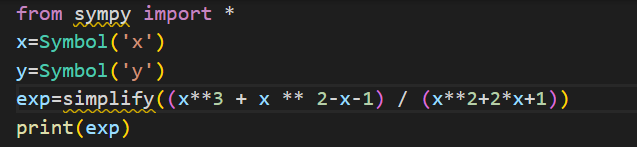 from sympy import *
x=Symbol('x')
y=Symbol('y')
exp=simplify((x**3 + x ** 2-x-1) / (x**2+2*x+1))
print(exp)